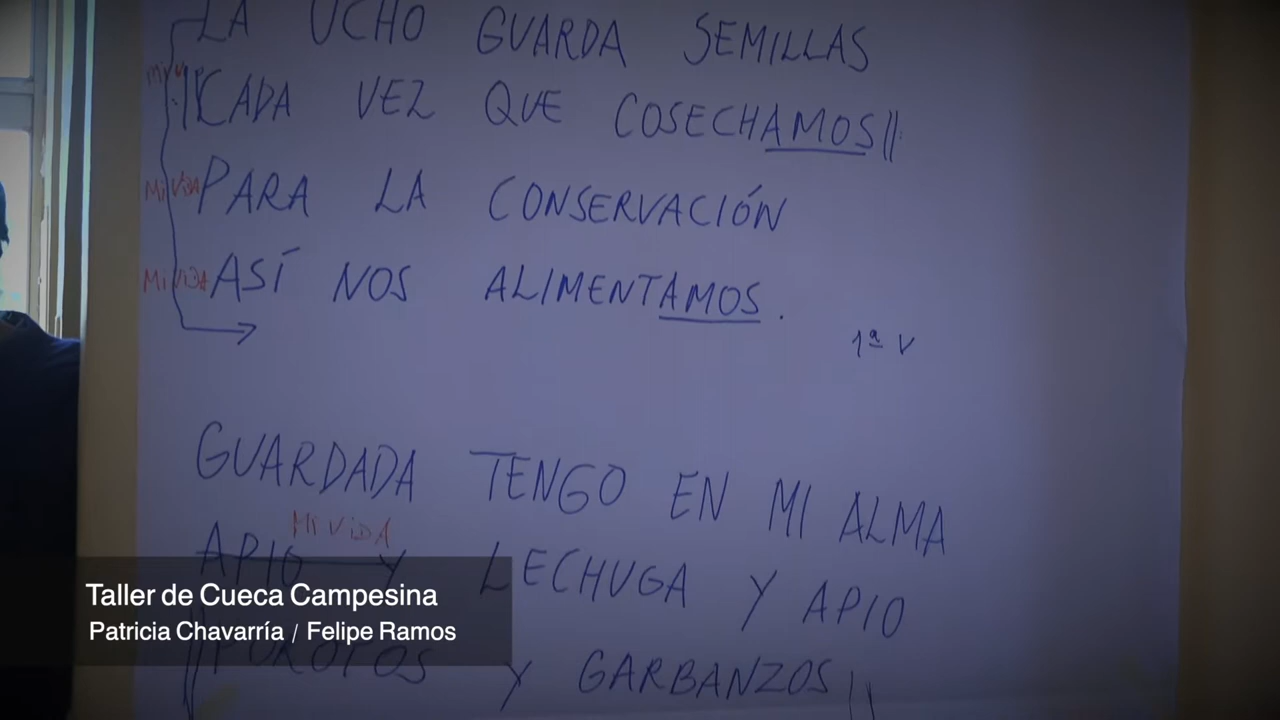 LA UCHO GUARDA SEMILLAS
MI V
||:CADA VEZ QUE COSECHAMOS||:
MI VIDA PARA LA CONSERVACIÓN
MI VIDA ASÍ NOS ALIMENTAMOS.
1ª V
GUARDADA TENGO EN MI ALMA
MI VIDA
APIO Y LECHUGA Y APIO
POROTOS Y GARBANZOS ||
Taller de Cueca Campesina
Patricia Chavarría / Felipe Ramos